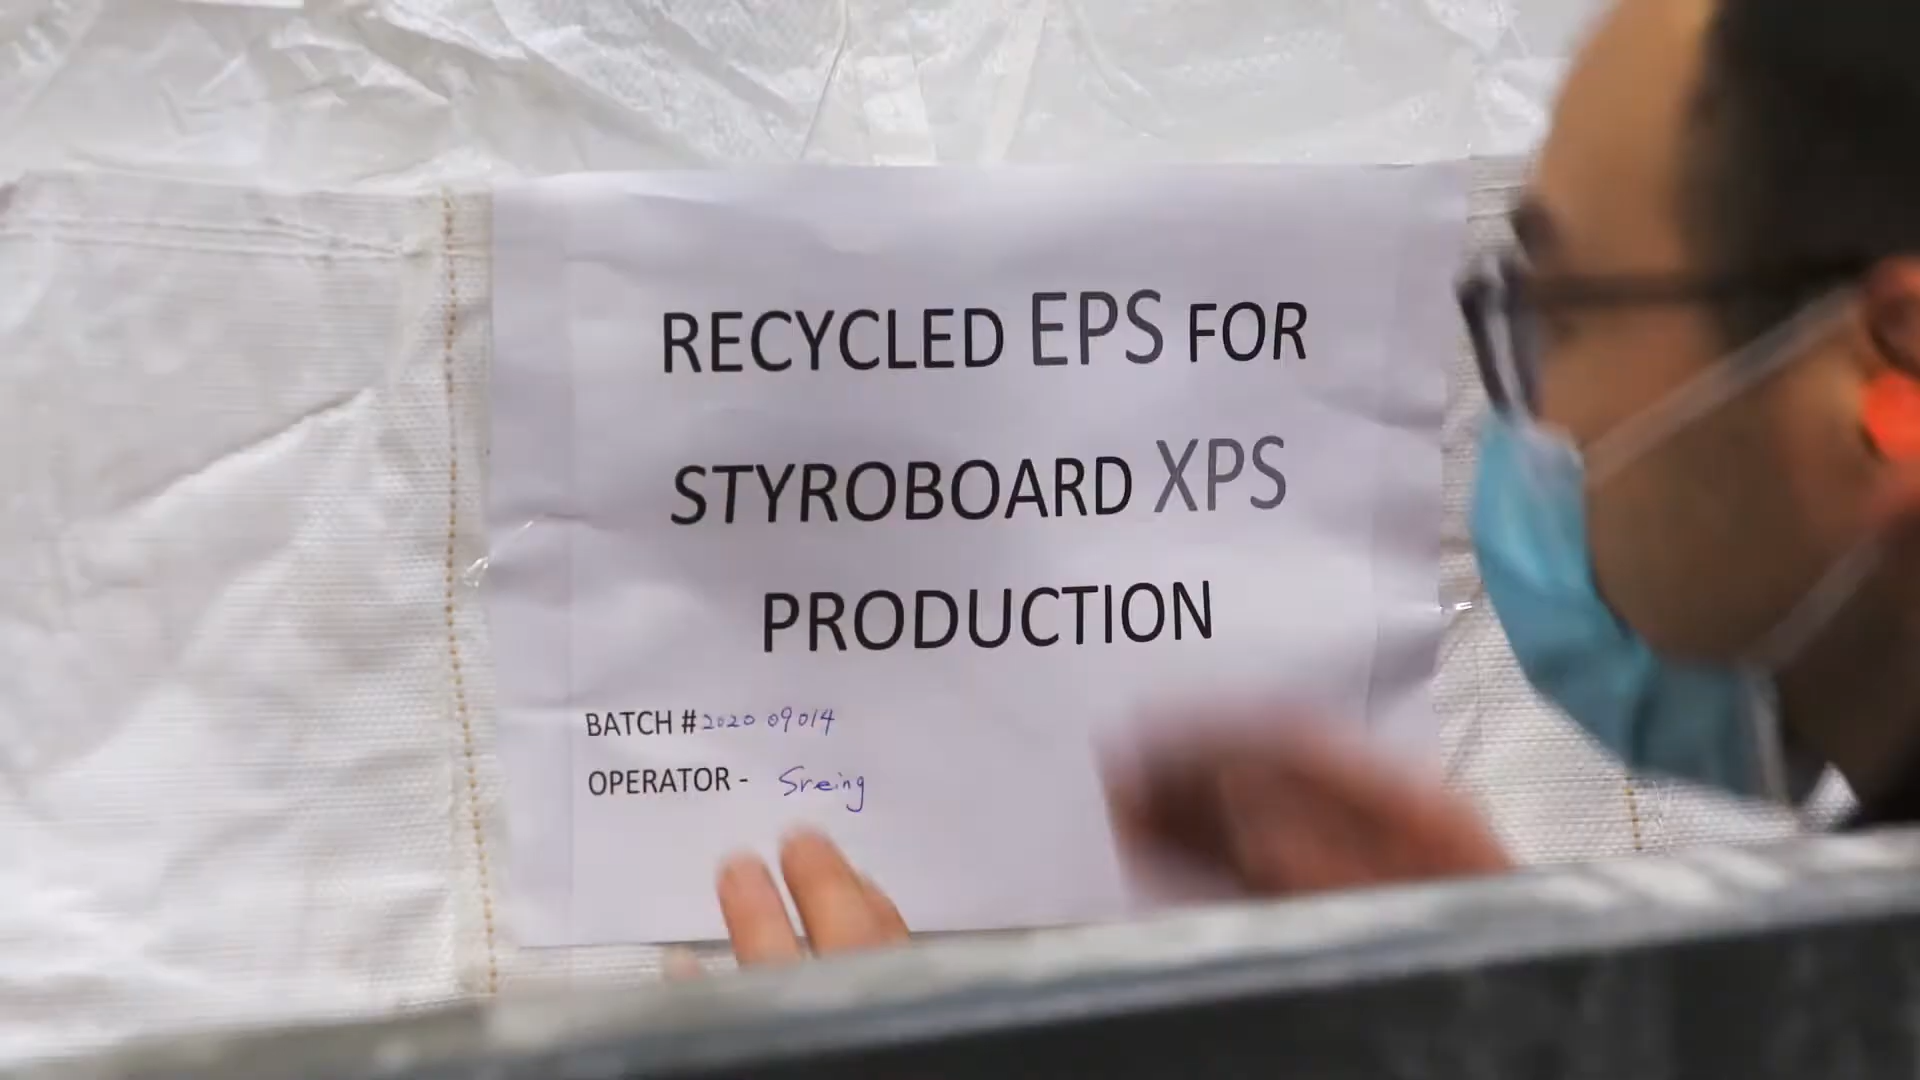 RECYCLED EPS FOR
STYROBOARD XPS
PRODUCTION
BATCH # 2020 09014
OPERATOR - Sreing